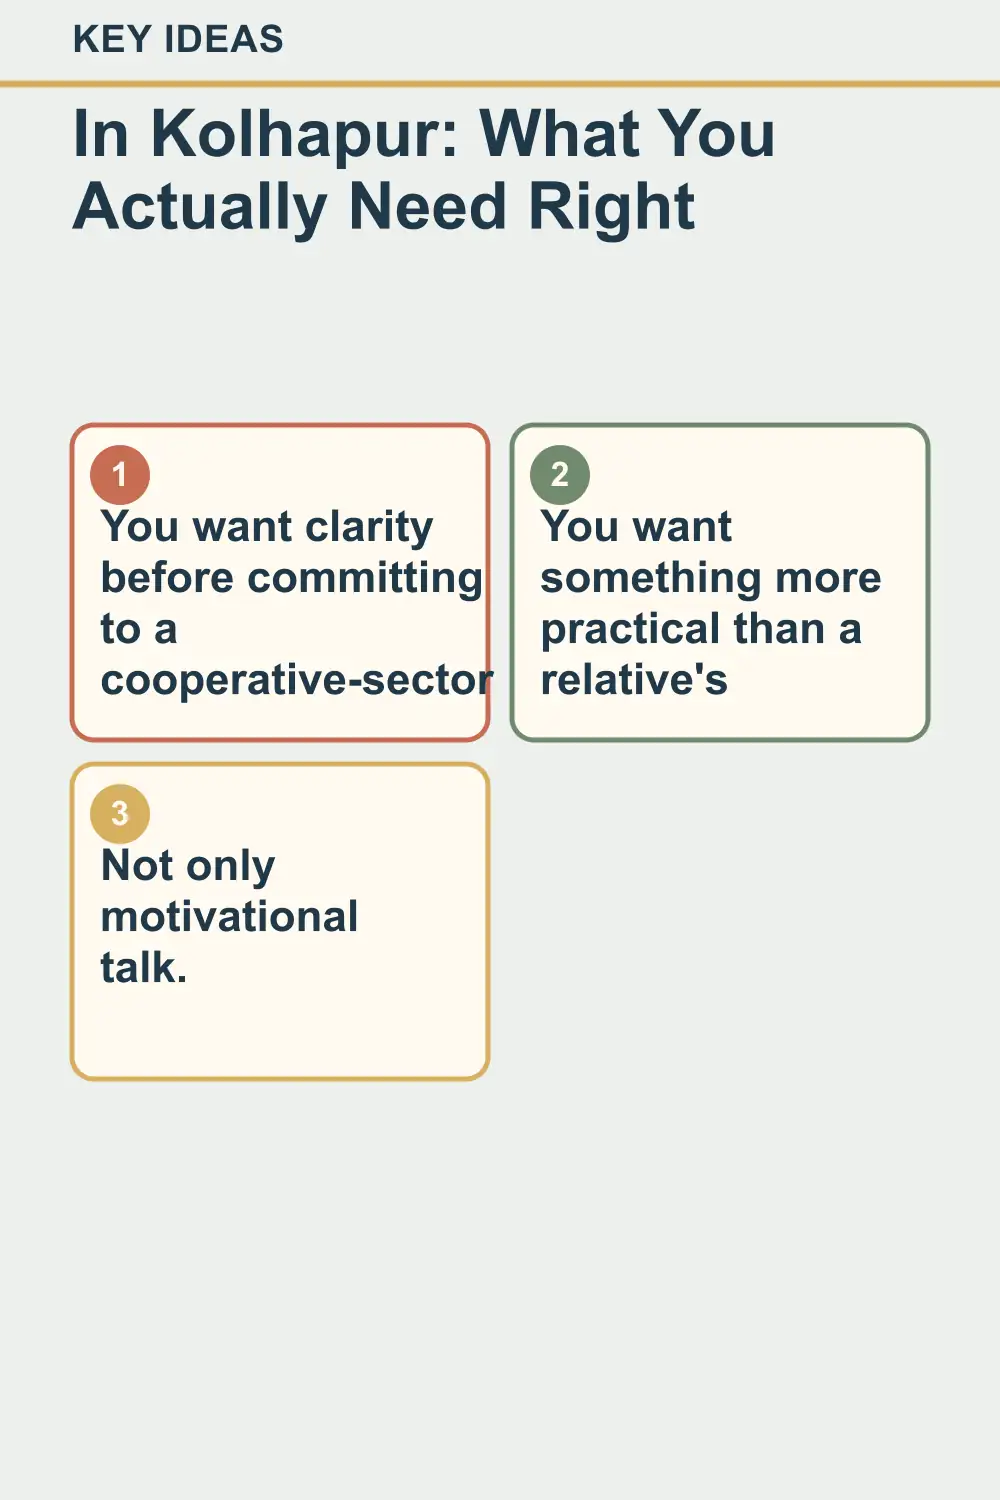 KEY IDEAS
In Kolhapur: What You
Actually Need Right
1
You want clarity
before committing
to a
cooperative-sector
2
You want
something more
practical than a
relative's
3
Not only
motivational
talk.